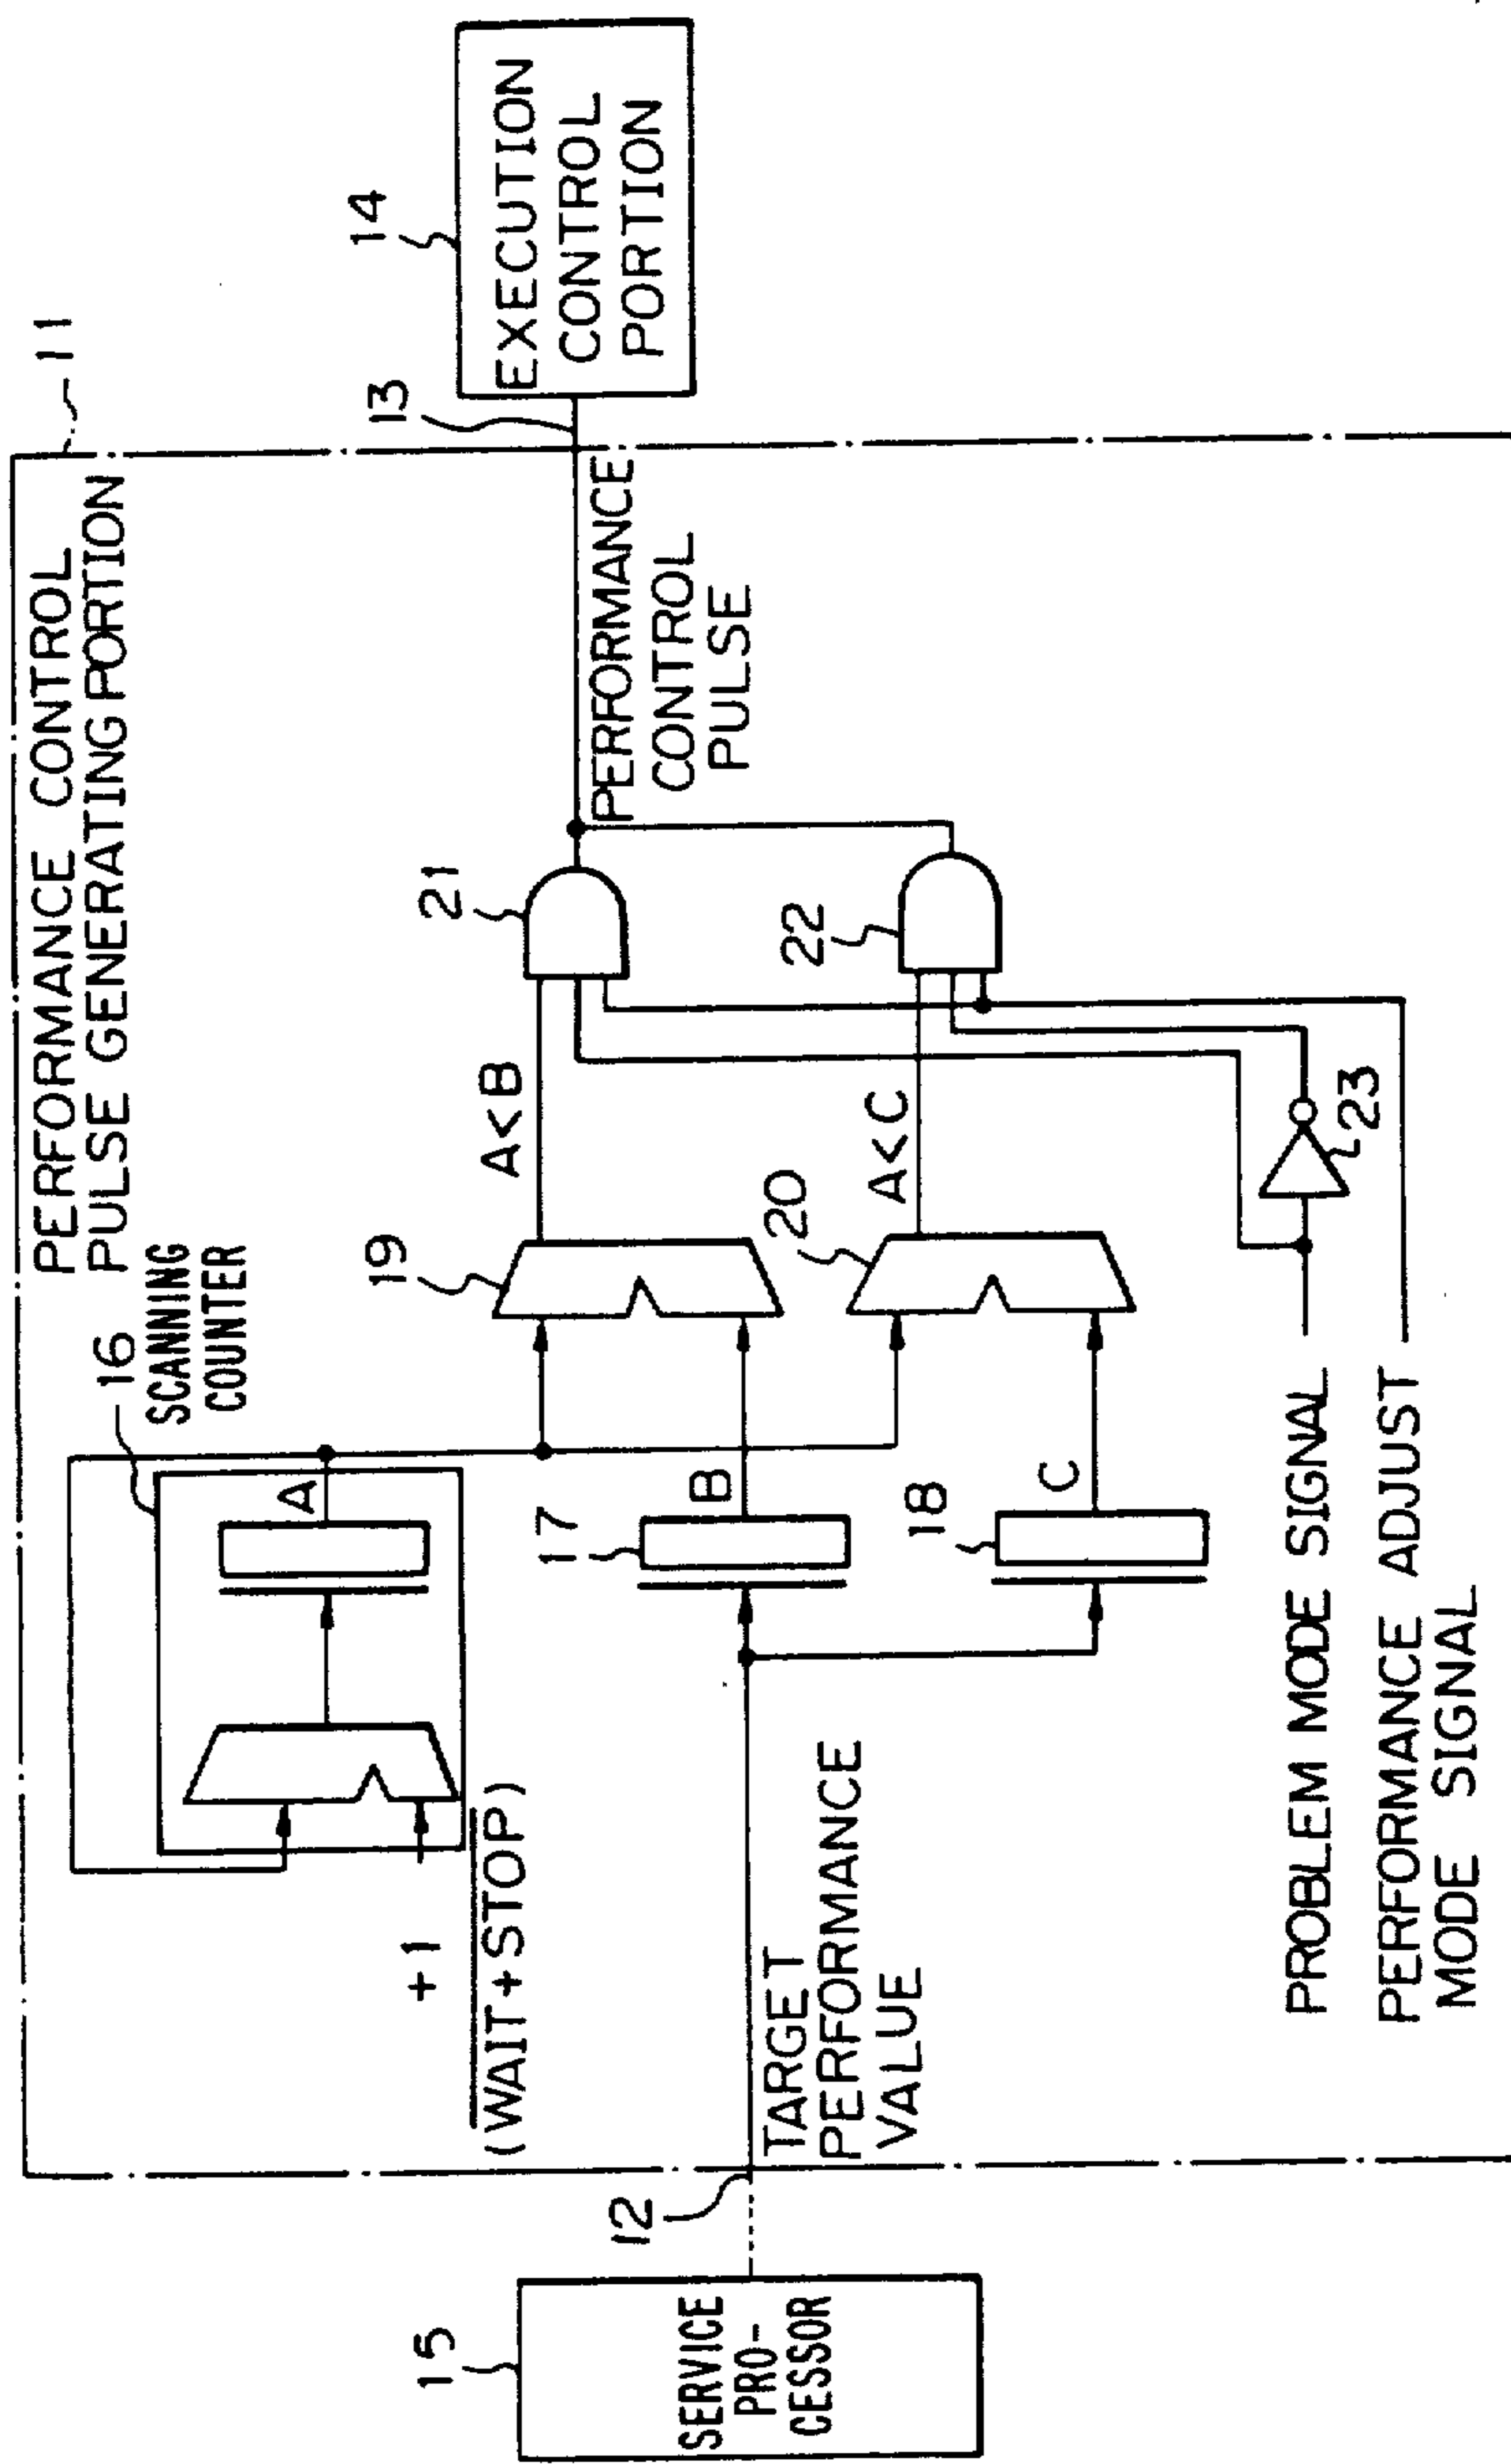 11
PERFORMANCE CONTROL
PULSE GENERATING PORTION
16
SCANNING
COUNTER
A
+1
(WAIT+STOP)
15
SERVICE
PRO-
CESSOR
12
TARGET
PERFORMANCE
VALUE
17
B
18
C
19
A<B
20
A<C
21
22
23
PERFORMANCE
CONTROL
PULSE
13
14
EXECUTION
CONTROL
PORTION
PROBLEM MODE SIGNAL
PERFORMANCE ADJUST
MODE SIGNAL